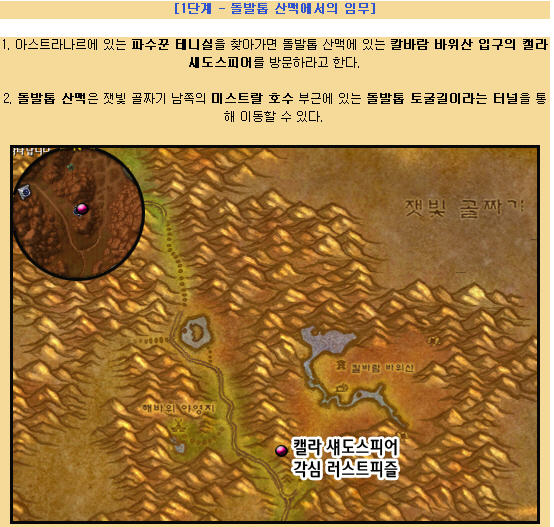 [1단계 - 돌발톱 산맥에서의 임무]
1. 아스트라나르에 있는 파수꾼 테니실을 찾아가면 돌발톱 산맥에 있는 칼바람 바위산 입구의 켈라
섀도스피어를 방문하라고 한다.
2. 돌발톱 산맥은 잿빛 골짜기 남쪽의 미스트랄 호수 부근에 있는 돌발톱 토굴길이라는 터널을 통
해 이동할 수 있다.
잿빛 골짜기
칼바람 바위산
해바위 야영지
캘라 섀도스피어
각심 러스트피즐